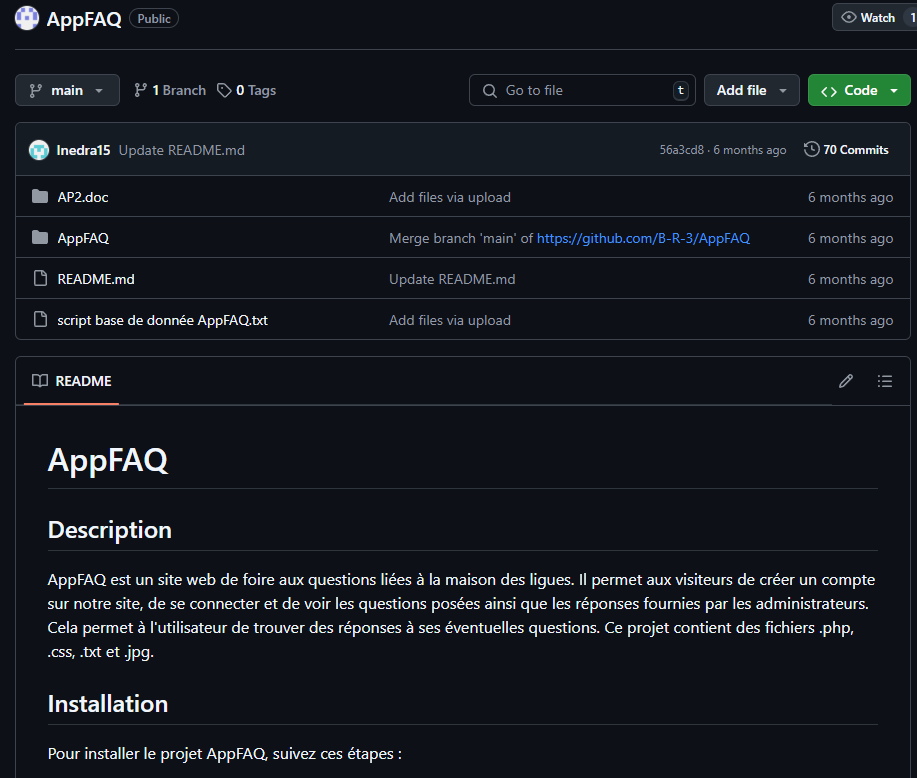 AppFAQ Public
Watch 1
main 1 Branch 0 Tags Go to file t Add file Code
lnedra15 Update README.md 56a3cd8 · 6 months ago 70 Commits
AP2.doc Add files via upload 6 months ago
AppFAQ Merge branch 'main' of https://github.com/B-R-3/AppFAQ 6 months ago
README.md Update README.md 6 months ago
script base de donnée AppFAQ.txt Add files via upload 6 months ago
README
AppFAQ
Description
AppFAQ est un site web de foire aux questions liées à la maison des ligues. Il permet aux visiteurs de créer un compte
sur notre site, de se connecter et de voir les questions posées ainsi que les réponses fournies par les administrateurs.
Cela permet à l'utilisateur de trouver des réponses à ses éventuelles questions. Ce projet contient des fichiers .php,
.css, .txt et .jpg.
Installation
Pour installer le projet AppFAQ, suivez ces étapes :